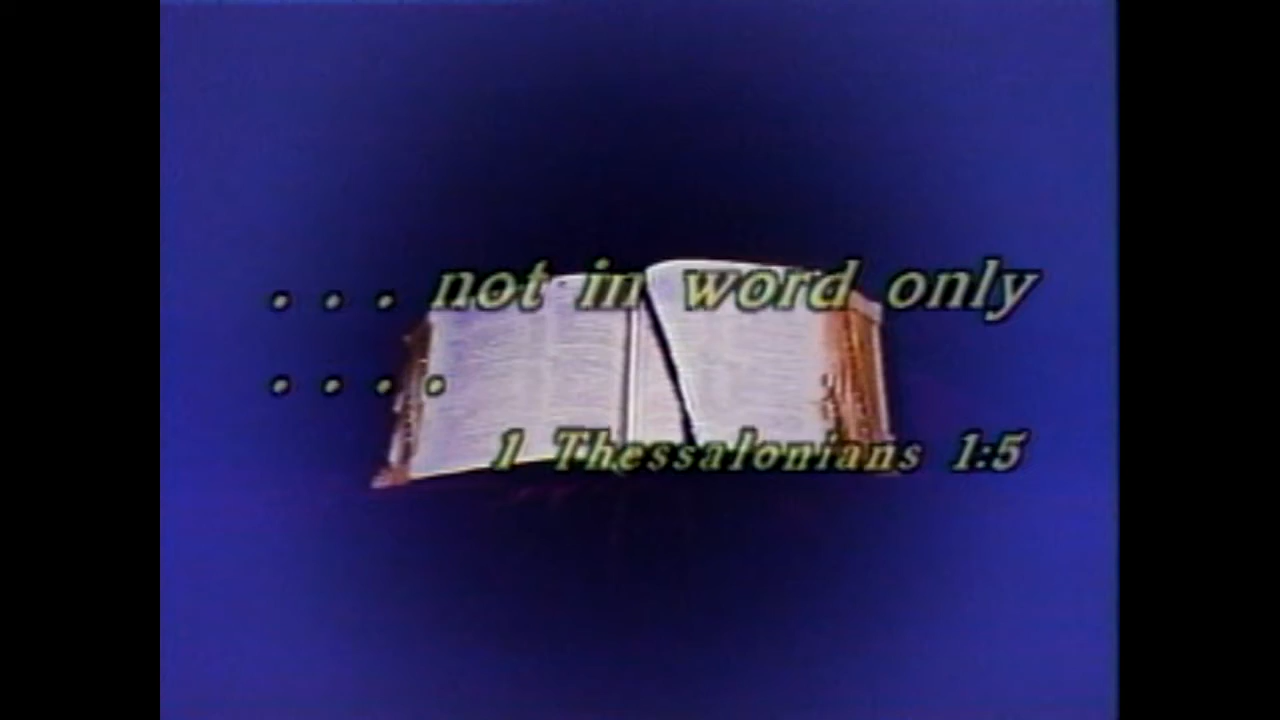 . . . not in word only
. . . .
1 Thessalonians 1:5